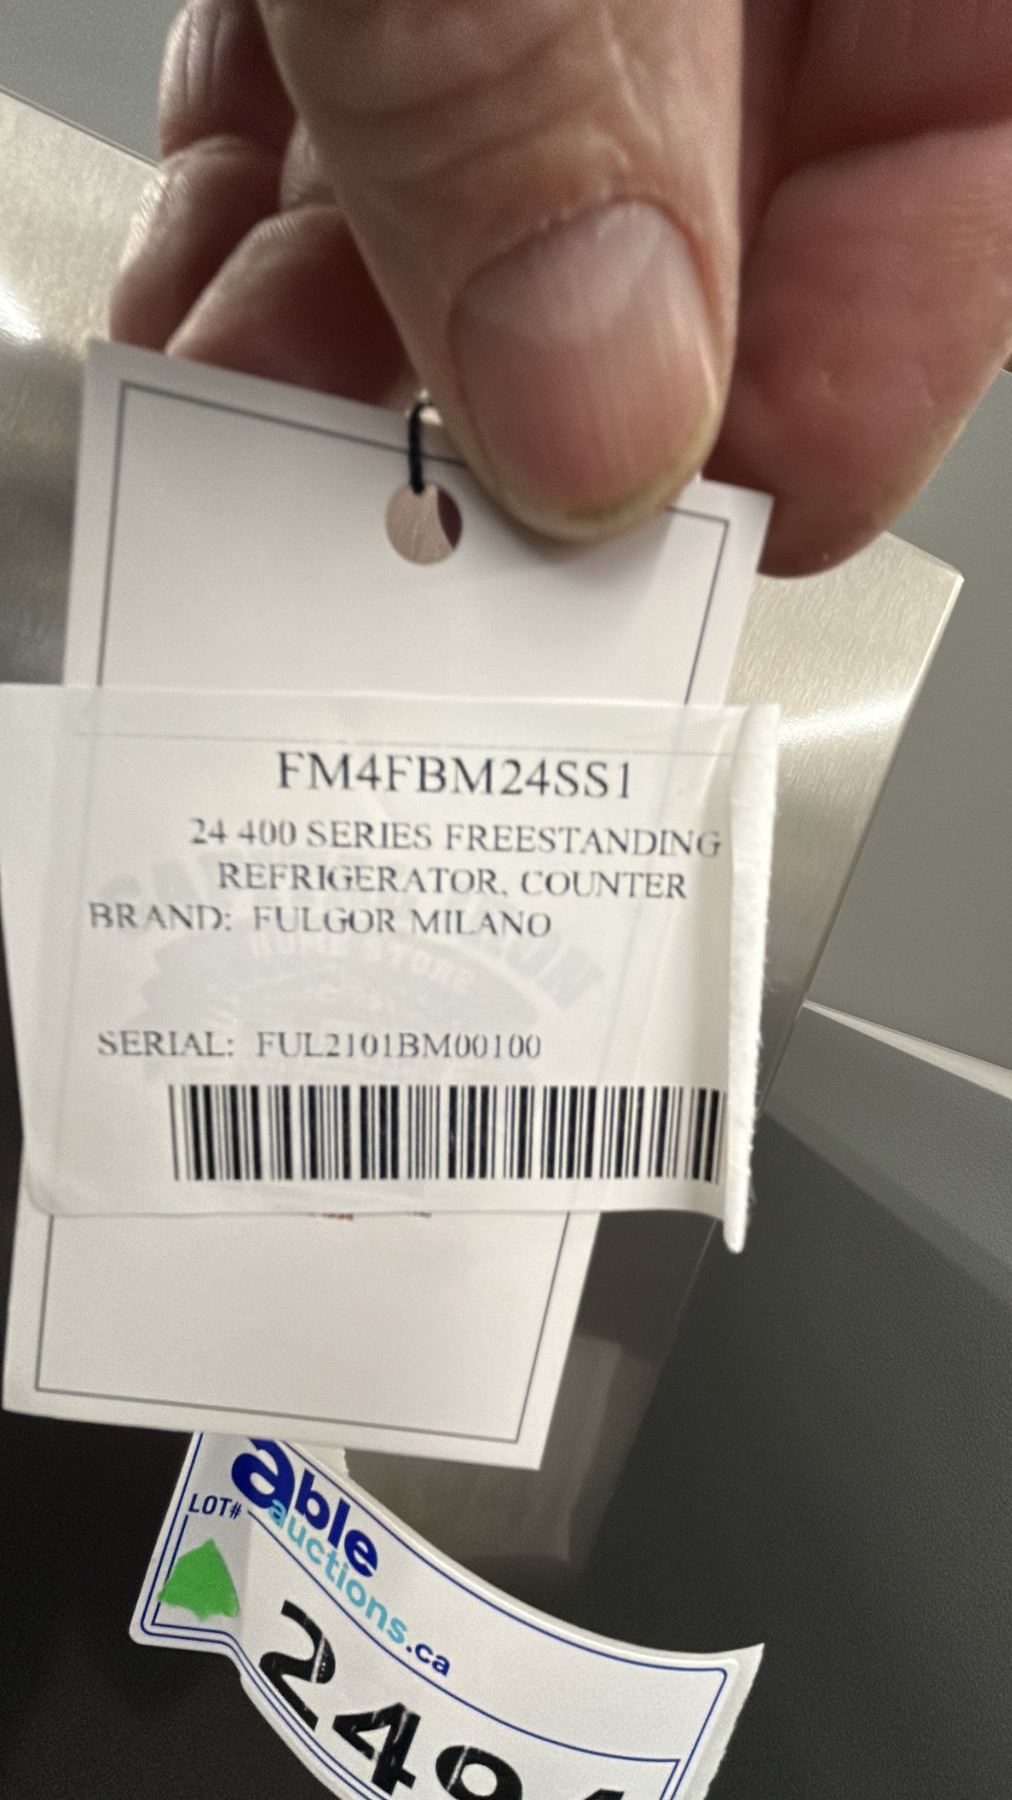 FM4FBM24SS1
24 400 SERIES FREESTANDING
REFRIGERATOR, COUNTER
BRAND: FULGOR MILANO
SERIAL: FUL2101BM00100
able
auctions.ca
LOT#